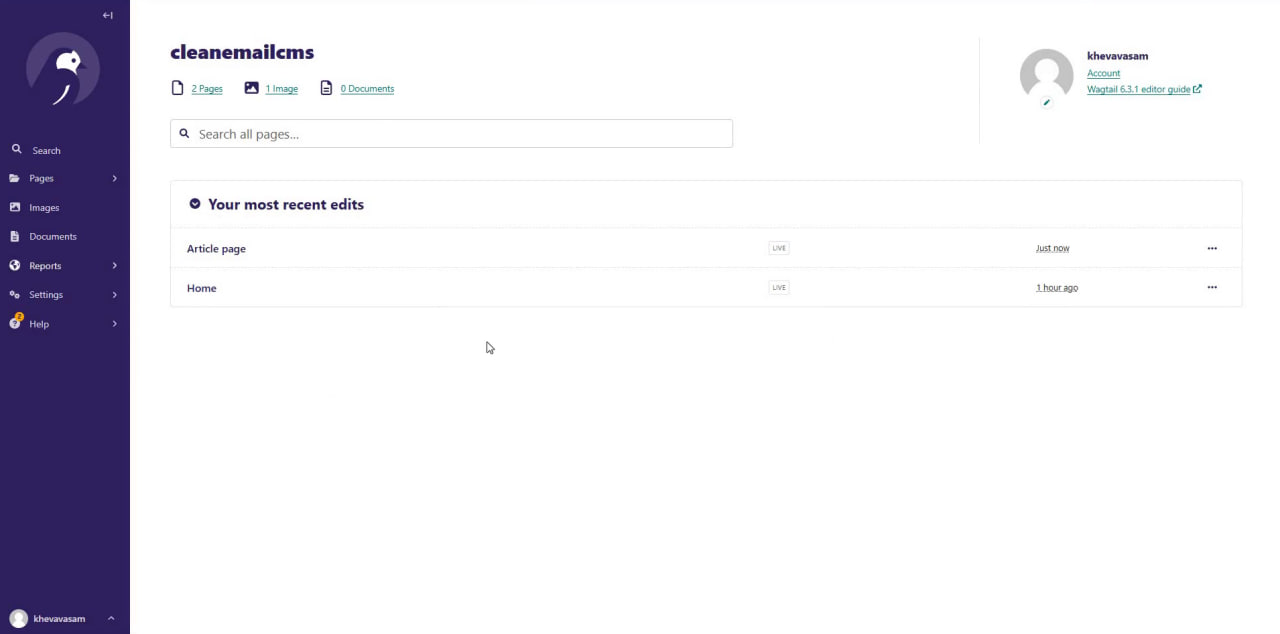 cleanemailcms
2 Pages 1 Image 0 Documents
Search all pages...
khevavasam
Account
Wagtail 6.3.1 editor guide
Search
Pages
Images
Documents
Reports
Settings
2
Help
Your most recent edits
Article page LIVE Just now
Home LIVE 1 hour ago
khevavasam